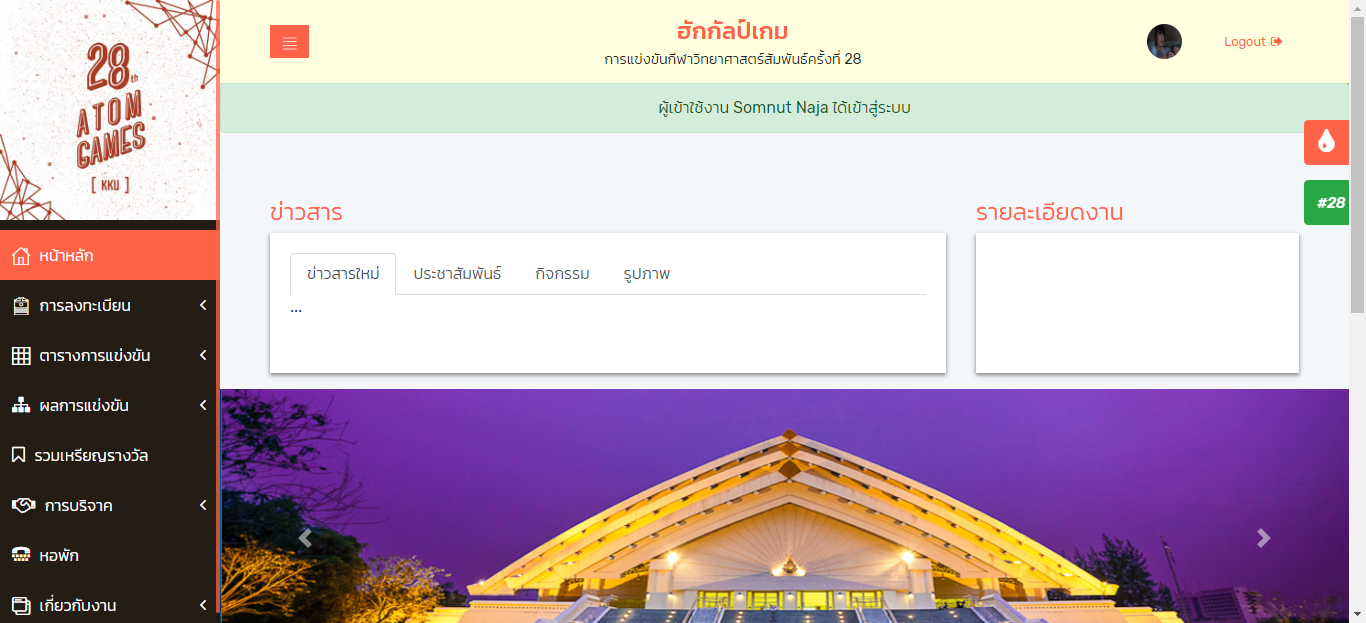 28th
ATOM
GAMES
[ KKU ]
หน้าหลัก
การลงทะเบียน
ตารางการแข่งขัน
ผลการแข่งขัน
รวมเหรียญรางวัล
การบริจาค
หอพัก
เกี่ยวกับงาน
ฮักกัลป์เกม
การแข่งขันกีฬาวิทยาศาสตร์สัมพันธ์ครั้งที่ 28
Logout
ผู้เข้าใช้งาน Somnut Naja ได้เข้าสู่ระบบ
#28
ข่าวสาร
ข่าวสารใหม่ ประชาสัมพันธ์ กิจกรรม รูปภาพ
...
รายละเอียดงาน